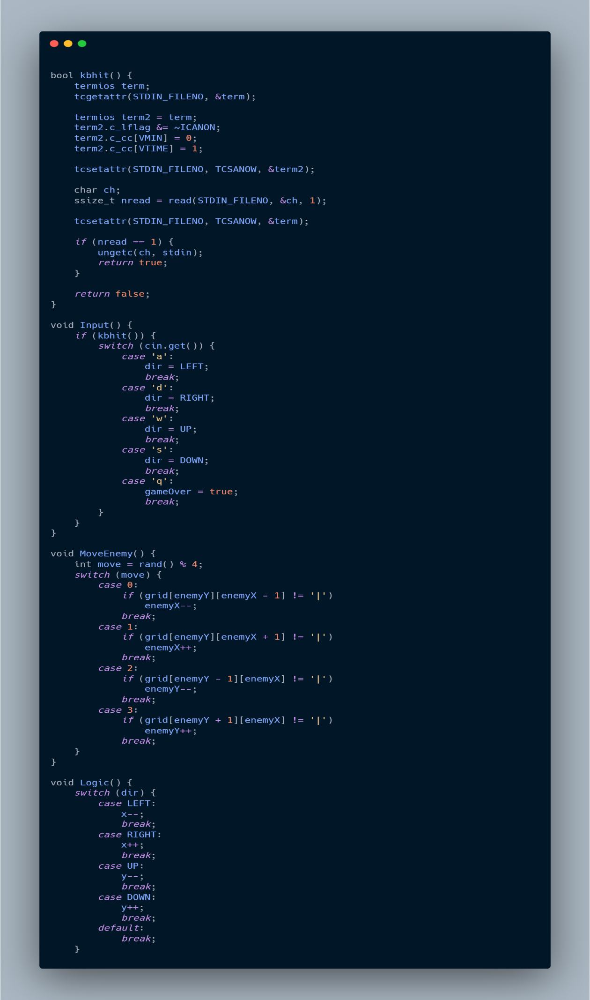 bool kbhit() {
    termios term;
    tcgetattr(STDIN_FILENO, &term);

    termios term2 = term;
    term2.c_lflag &= ~ICANON;
    term2.c_cc[VMIN] = 0;
    term2.c_cc[VTIME] = 1;

    tcsetattr(STDIN_FILENO, TCSANOW, &term2);

    char ch;
    ssize_t nread = read(STDIN_FILENO, &ch, 1);

    tcsetattr(STDIN_FILENO, TCSANOW, &term);

    if (nread == 1) {
        ungetc(ch, stdin);
        return true;
    }

    return false;
}

void Input() {
    if (kbhit()) {
        switch (cin.get()) {
            case 'a':
                dir = LEFT;
                break;
            case 'd':
                dir = RIGHT;
                break;
            case 'w':
                dir = UP;
                break;
            case 's':
                dir = DOWN;
                break;
            case 'q':
                gameOver = true;
                break;
        }
    }
}

void MoveEnemy() {
    int move = rand() % 4;
    switch (move) {
        case 0:
            if (grid[enemyY][enemyX - 1] != '|')
                enemyX--;
            break;
        case 1:
            if (grid[enemyY][enemyX + 1] != '|')
                enemyX++;
            break;
        case 2:
            if (grid[enemyY - 1][enemyX] != '|')
                enemyY--;
            break;
        case 3:
            if (grid[enemyY + 1][enemyX] != '|')
                enemyY++;
            break;
    }
}

void Logic() {
    switch (dir) {
        case LEFT:
            x--;
            break;
        case RIGHT:
            x++;
            break;
        case UP:
            y--;
            break;
        case DOWN:
            y++;
            break;
        default:
            break;
    }